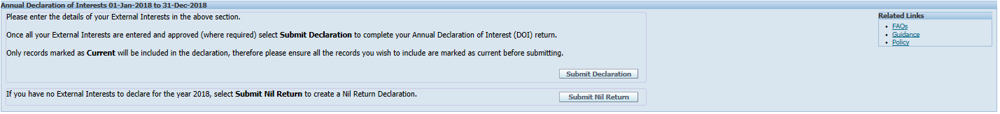 Annual Declaration of Interests 01-Jan-2018 to 31-Dec-2018
Please enter the details of your External Interests in the above section.
Once all your External Interests are entered and approved (where required) select Submit Declaration to complete your Annual Declaration of Interest (DOI) return.
Only records marked as Current will be included in the declaration, therefore please ensure all the records you wish to include are marked as current before submitting.
Submit Declaration
If you have no External Interests to declare for the year 2018, select Submit Nil Return to create a Nil Return Declaration.
Submit Nil Return
Related Links
FAQs
Guidance
Policy